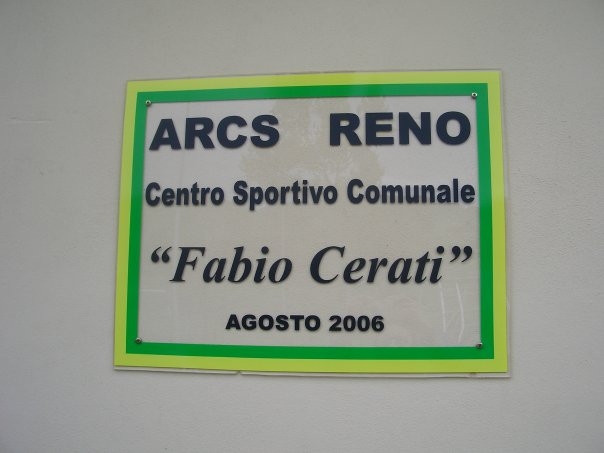 ARCS RENO
Centro Sportivo Comunale
“Fabio Cerati”
AGOSTO 2006